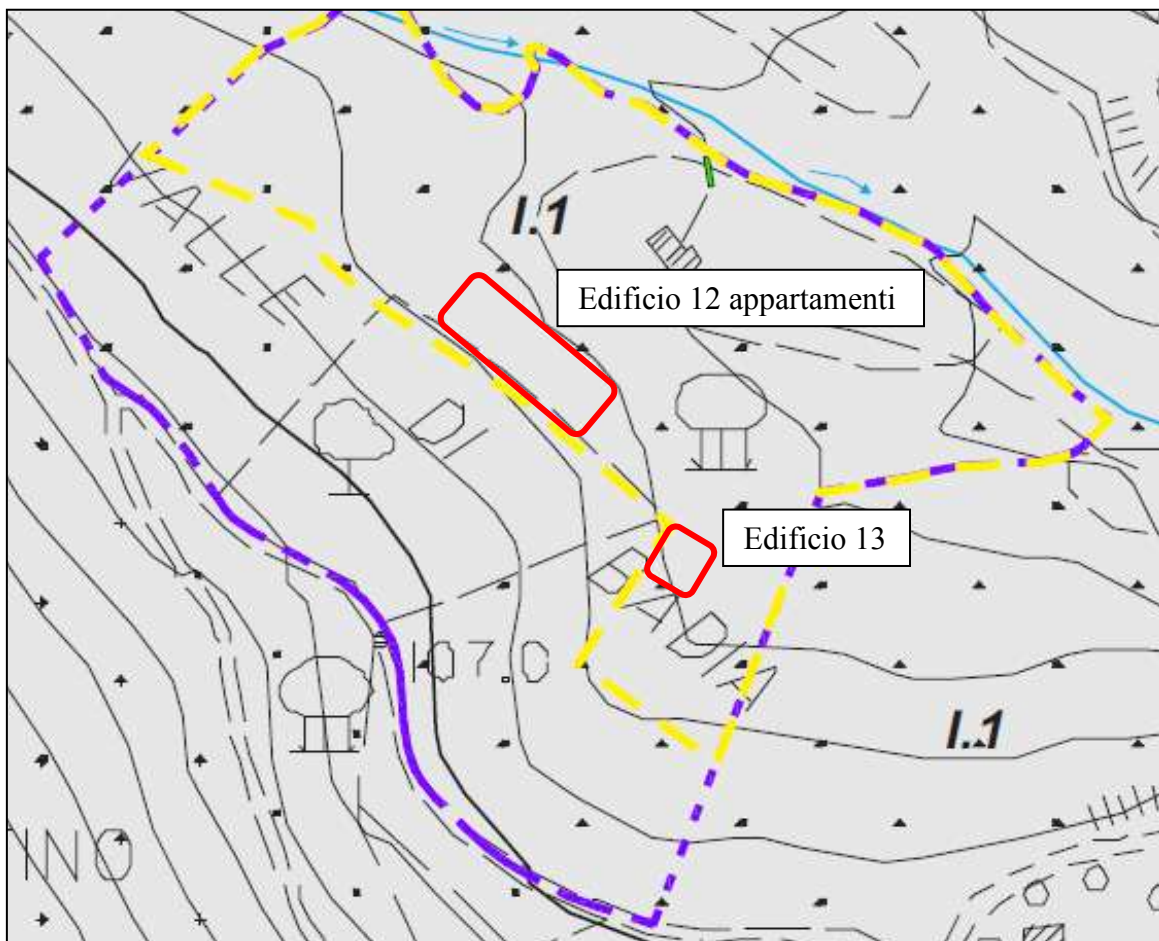 I.1
Edificio 12 appartamenti
VALLE
DI
BADIA
Edificio 13
107.0
I.1
INO